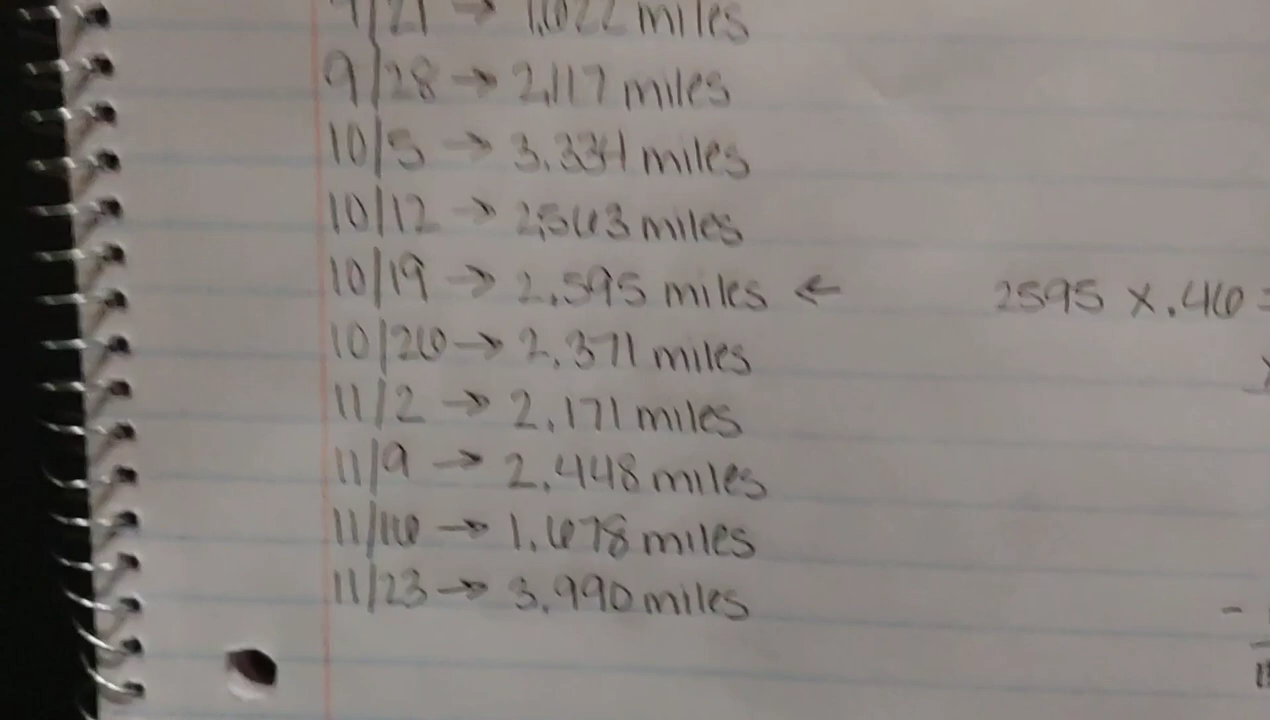 9/28 → 2,117 miles
10/5 → 3,334 miles
10/12 → 2,563 miles
10/19 → 2,595 miles ← 2595 x .46 =
10/26 → 2,371 miles
11/2 → 2,171 miles
11/9 → 2,448 miles
11/16 → 1,678 miles
11/23 → 3,990 miles